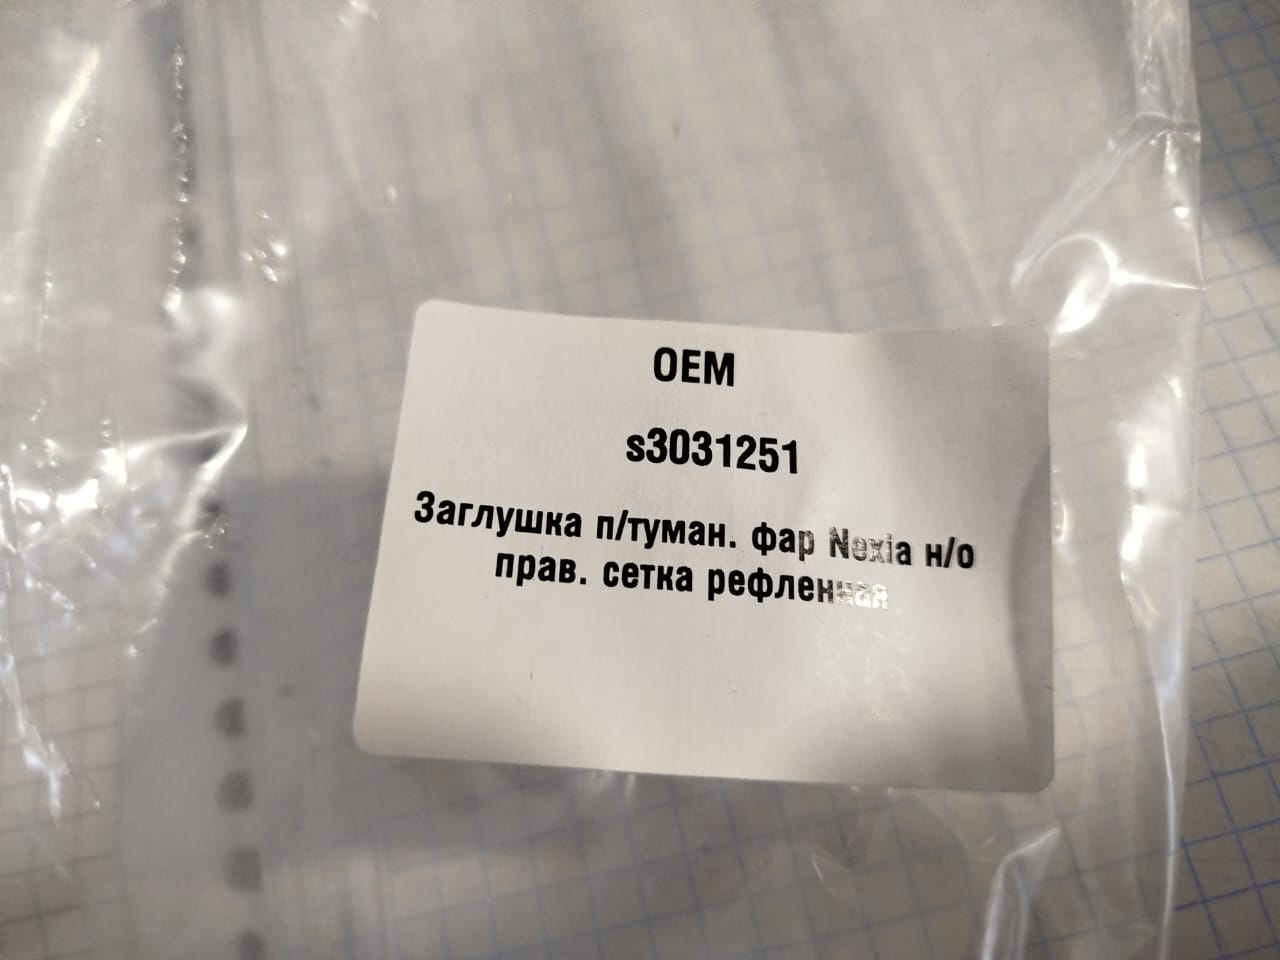 OEM
s3031251
Заглушка п/туман. фар Nexia н/о
прав. сетка рефленная